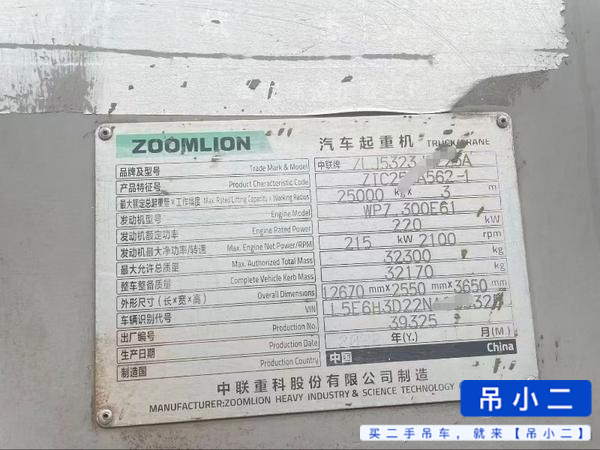 ZOOMLION 汽车起重机 TRUCK CRANE
品牌及型号 Trade Mark & Model 中联牌 ZLJ5323
产品特征号 Product Characteristic Code
最大额定总起重量×工作幅度 Max. Rated Lifting Capacity x Working Radius 25000 kg× 3 m
发动机型号 Engine Model WP7.300E61
发动机额定功率 Engine Rated Power 220 kW
发动机最大净功率/转速 Max. Engine Net Power/RPM 215 kW 2100 rpm
最大允许总质量 Max. Authorized Total Mass 32300 kg
整车整备质量 Complete Vehicle Kerb Mass 32170 kg
外形尺寸(长×宽×高) Overall Dimensions 12670 mm×2550 mm×3650 mm
车辆识别代号 VIN L5E6H3D22N
出厂编号 Production No. 39325
生产日期 Production Date 年(Y.) 月(M.)
制造国 Production Country 中国 China
中联重科股份有限公司制造
MANUFACTURER:ZOOMLION HEAVY INDUSTRY & SCIENCE TECHNOLOGY
吊小二
买二手吊车,就来【吊小二】